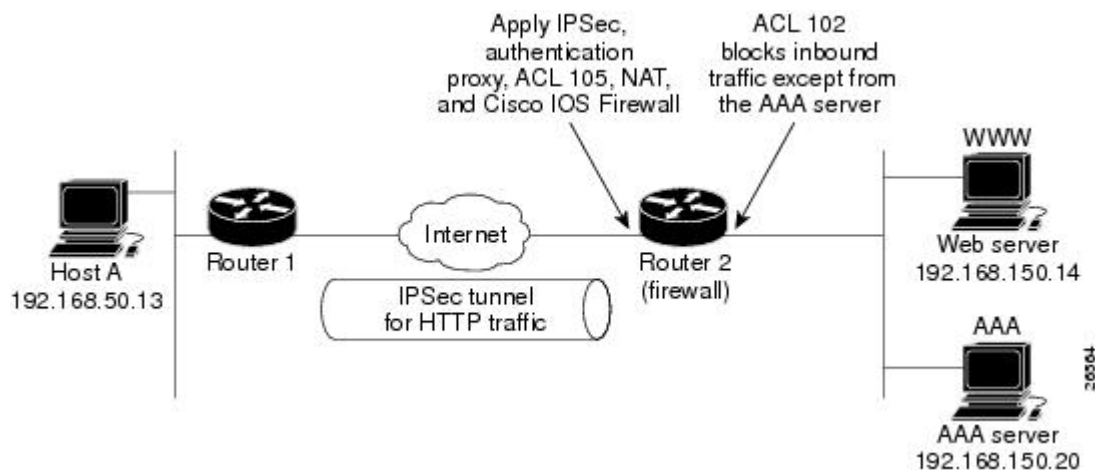 Apply IPSec,
authentication
proxy, ACL 105, NAT,
and Cisco IOS Firewall
ACL 102
blocks inbound
traffic except from
the AAA server
WWW
Internet
Host A
192.168.50.13
Router 1
Router 2
(firewall)
Web server
192.168.150.14
IPSec tunnel
for HTTP traffic
AAA
AAA server
192.168.150.20
26564